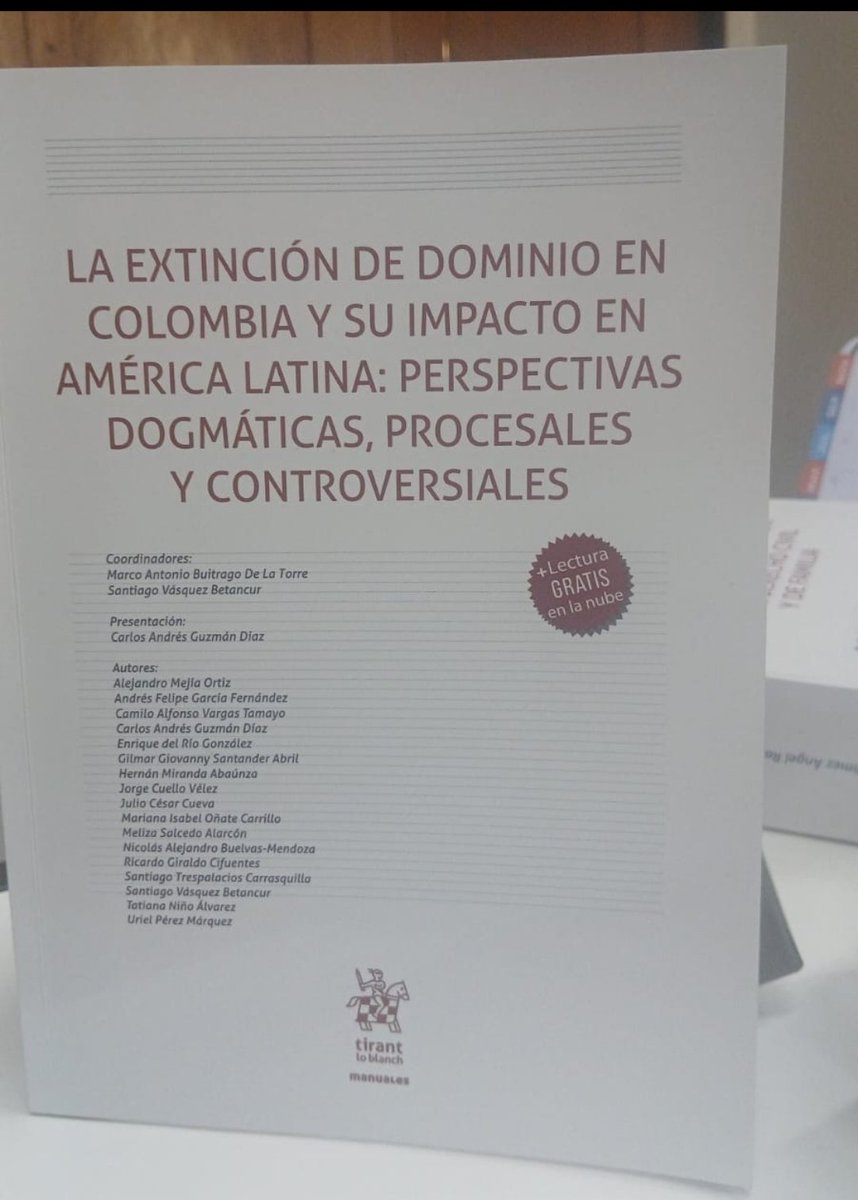 LA EXTINCIÓN DE DOMINIO EN
COLOMBIA Y SU IMPACTO EN
AMÉRICA LATINA: PERSPECTIVAS
DOGMÁTICAS, PROCESALES
Y CONTROVERSIALES
Coordinadores:
Marco Antonio Buitrago De La Torre
Santiago Vásquez Betancur
+Lectura
GRATIS
en la nube
Presentación:
Carlos Andrés Guzmán Díaz
Autores:
Alejandro Mejía Ortiz
Andrés Felipe García Fernández
Camilo Alfonso Vargas Tamayo
Carlos Andrés Guzmán Díaz
Enrique del Río González
Gilmar Giovanny Santander Abril
Hernán Miranda Abaúnza
Jorge Cuello Vélez
Julio César Cueva
Mariana Isabel Oñate Carrillo
Meliza Salcedo Alarcón
Nicolás Alejandro Buelvas-Mendoza
Ricardo Giraldo Cifuentes
Santiago Trespalacios Carrasquilla
Santiago Vásquez Betancur
Tatiana Niño Álvarez
Uriel Pérez Márquez
tirant
lo blanch
manuales
CIVIL
Y DE FAMILIA
Ángel